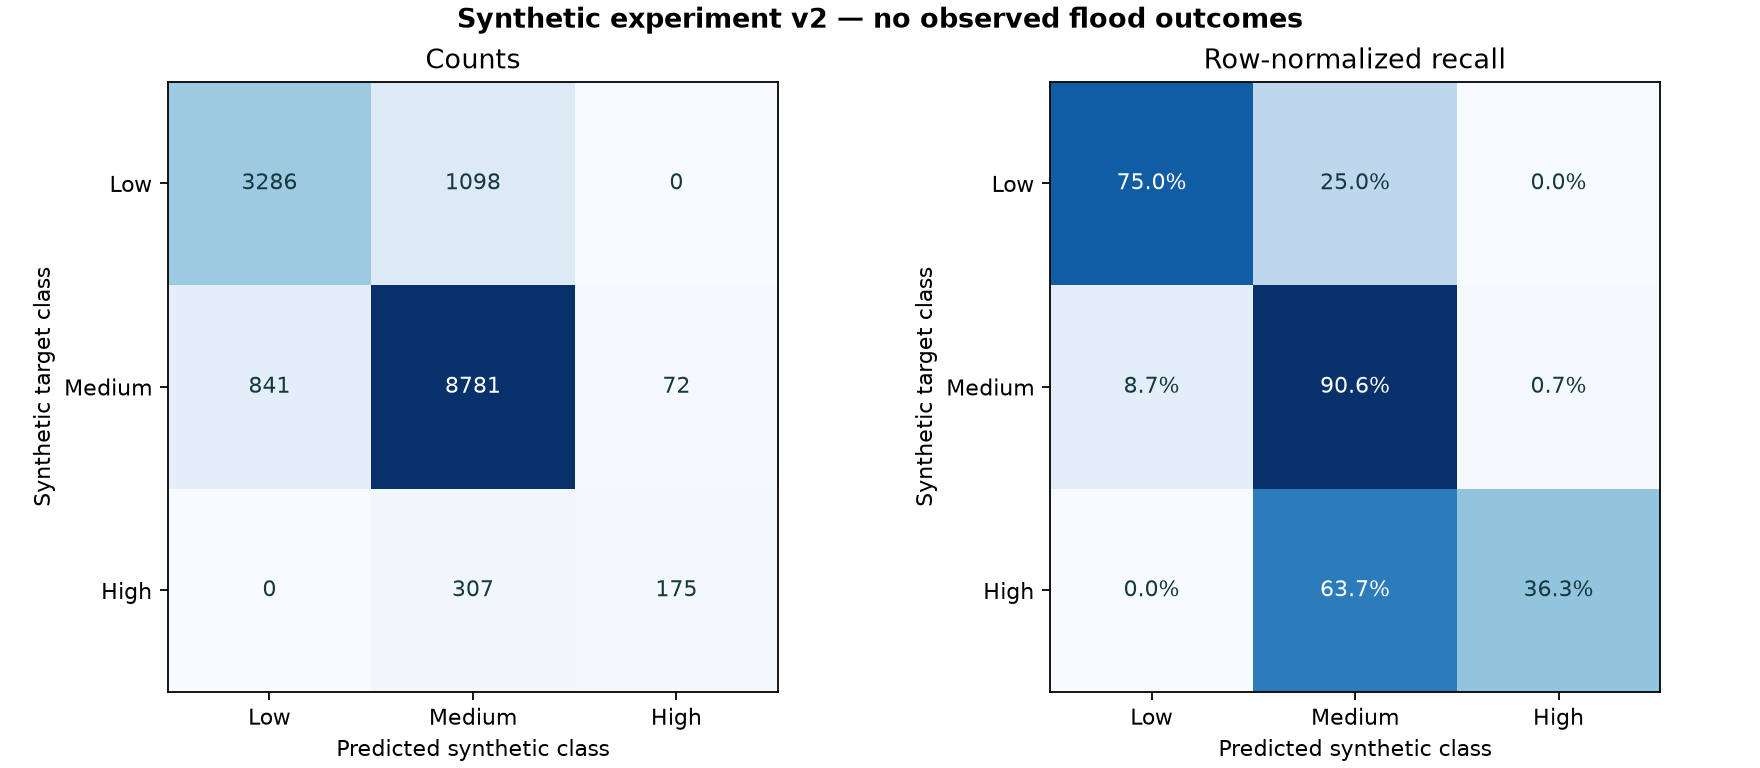 Synthetic experiment v2 — no observed flood outcomes
Counts
Synthetic target class
Low
3286
1098
0
Medium
841
8781
72
High
0
307
175
Low
Medium
High
Predicted synthetic class
Row-normalized recall
Synthetic target class
Low
75.0%
25.0%
0.0%
Medium
8.7%
90.6%
0.7%
High
0.0%
63.7%
36.3%
Low
Medium
High
Predicted synthetic class